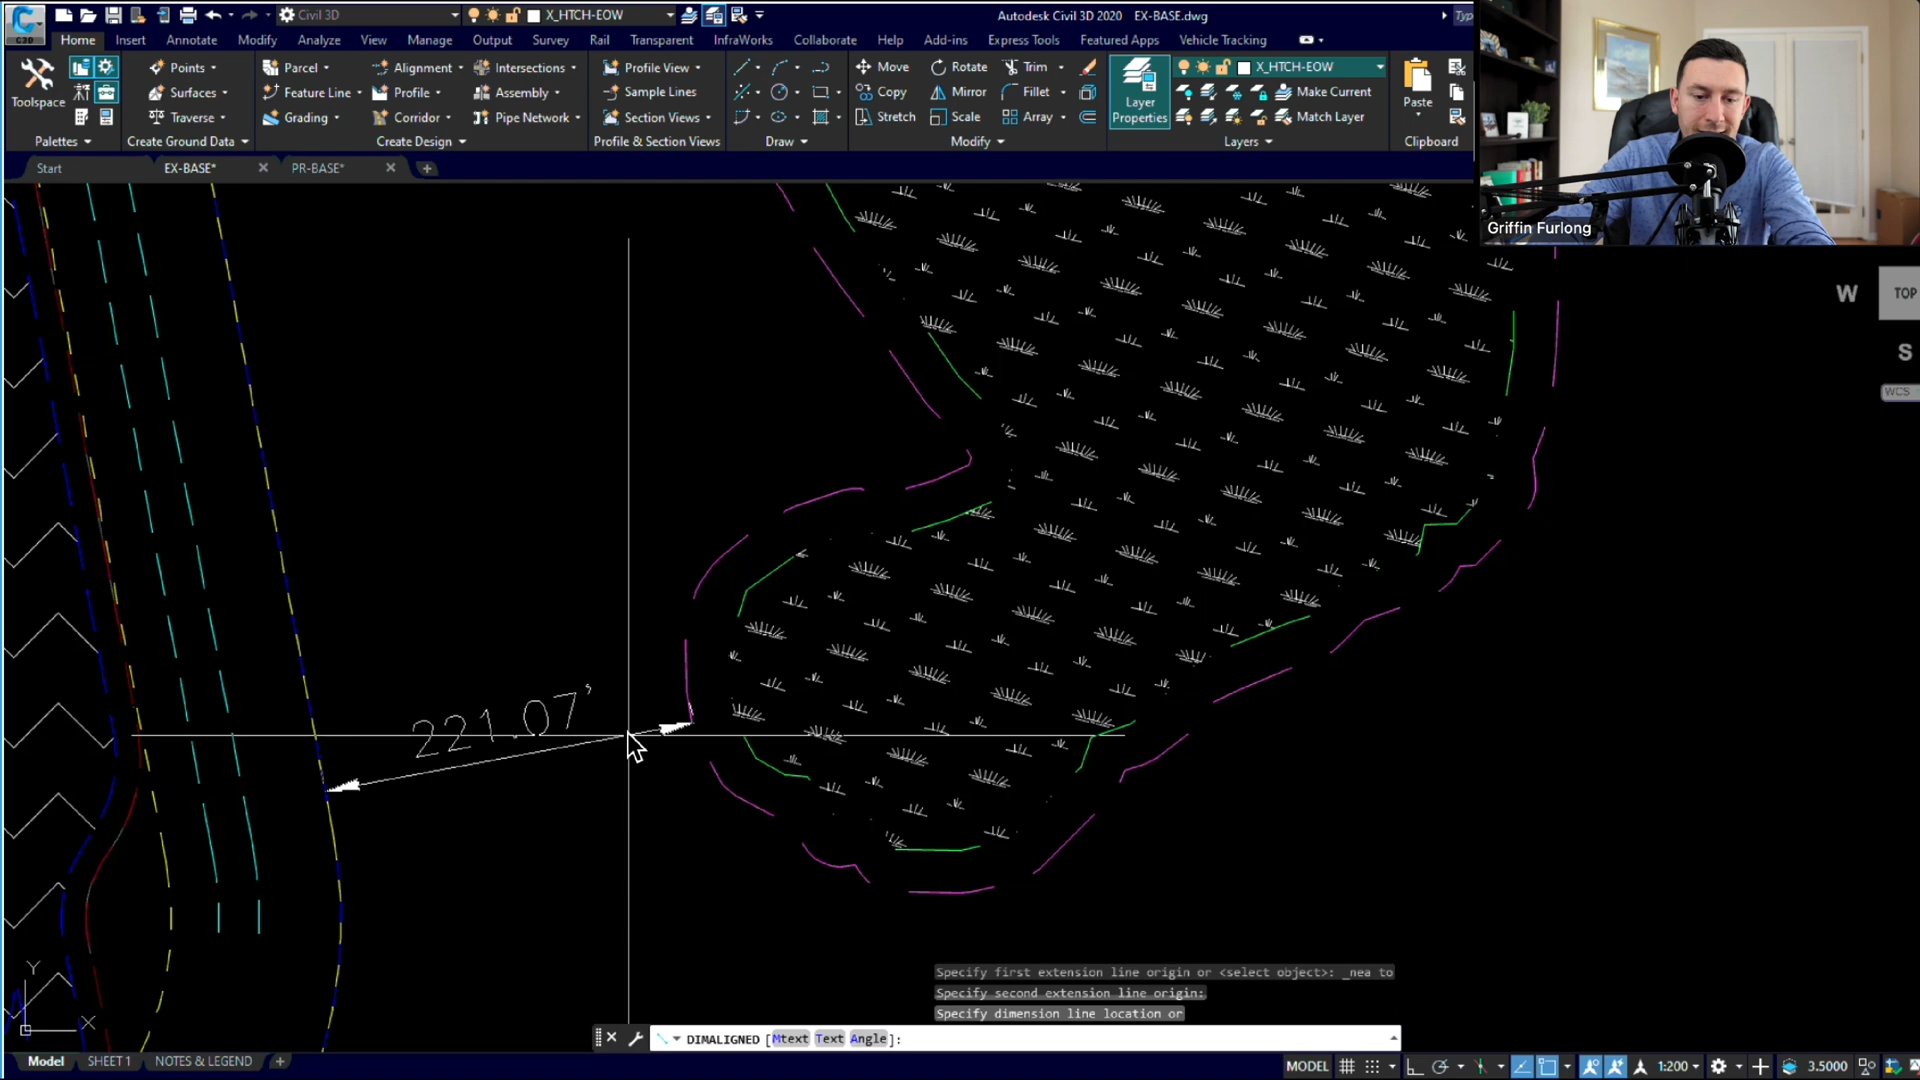 C3D
Civil 3D
X_HTCH-EOW
Autodesk Civil 3D 2020 EX-BASE.dwg
Typ
Home Insert Annotate Modify Analyze View Manage Output Survey Rail Transparent InfraWorks Collaborate Help Add-ins Express Tools Featured Apps Vehicle Tracking
Points Parcel Alignment Intersections Profile View Move Rotate Trim X_HTCH-EOW
Toolspace Surfaces Feature Line Profile Assembly Sample Lines Copy Mirror Fillet Layer Properties Make Current Paste
Traverse Grading Corridor Pipe Network Section Views Stretch Scale Array Match Layer
Palettes Create Ground Data Create Design Profile & Section Views Draw Modify Layers Clipboard
Start EX-BASE* PR-BASE*
Griffin Furlong
W TOP
S
WCS
221.07'
Y
X
Specify first extension line origin or <select object>: _nea to
Specify second extension line origin:
Specify dimension line location or
DIMALIGNED [Mtext Text Angle]:
Model SHEET 1 NOTES & LEGEND
MODEL 1:200 3.5000